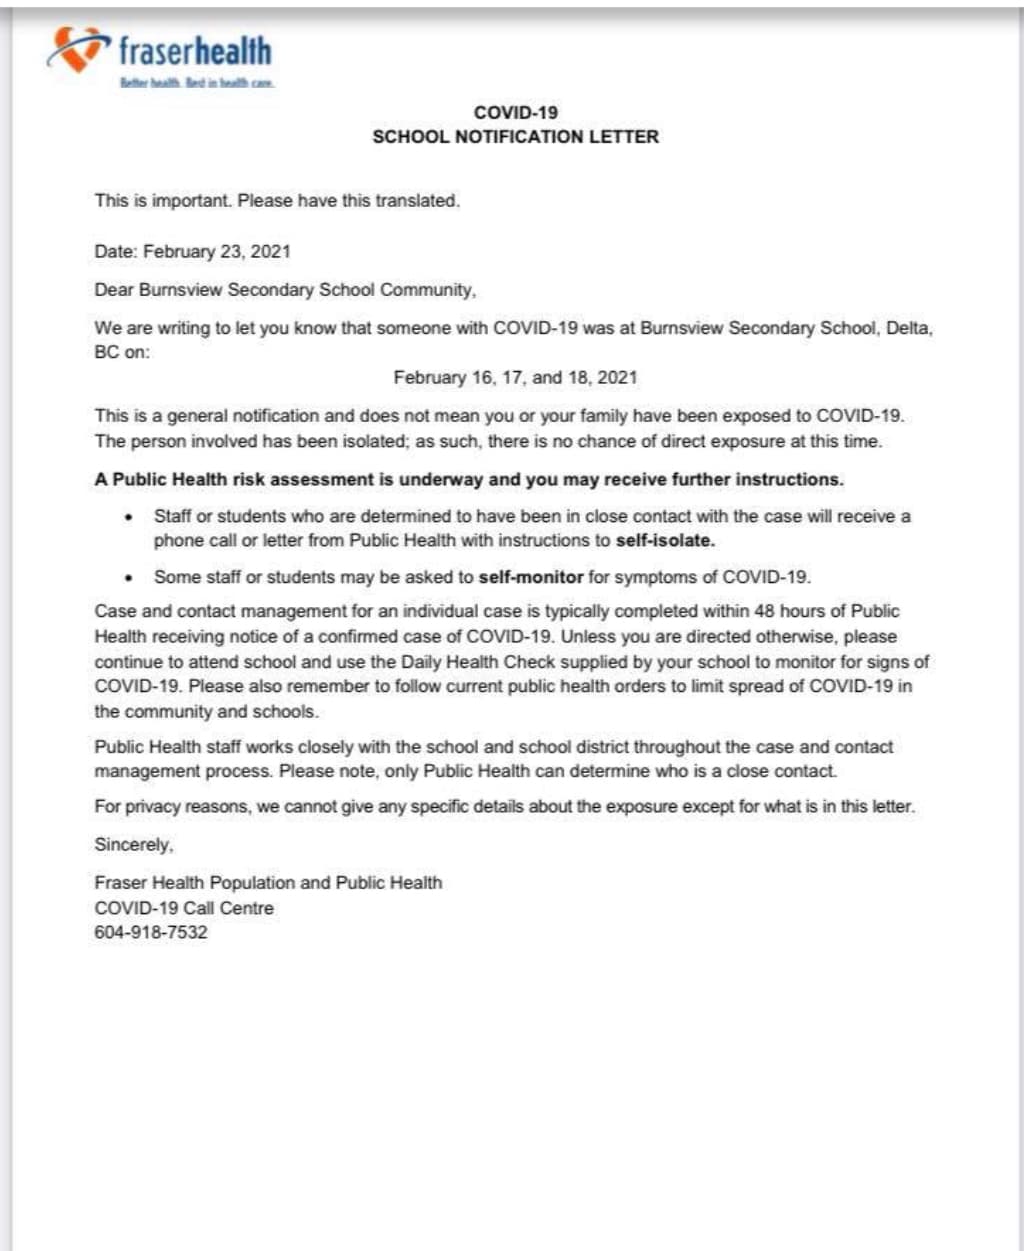 fraserhealth
Better health. Best in health care.
COVID-19
SCHOOL NOTIFICATION LETTER
This is important. Please have this translated.
Date: February 23, 2021
Dear Burnsview Secondary School Community,
We are writing to let you know that someone with COVID-19 was at Burnsview Secondary School, Delta,
BC on:
February 16, 17, and 18, 2021
This is a general notification and does not mean you or your family have been exposed to COVID-19.
The person involved has been isolated; as such, there is no chance of direct exposure at this time.
A Public Health risk assessment is underway and you may receive further instructions.
• Staff or students who are determined to have been in close contact with the case will receive a
phone call or letter from Public Health with instructions to self-isolate.
• Some staff or students may be asked to self-monitor for symptoms of COVID-19.
Case and contact management for an individual case is typically completed within 48 hours of Public
Health receiving notice of a confirmed case of COVID-19. Unless you are directed otherwise, please
continue to attend school and use the Daily Health Check supplied by your school to monitor for signs of
COVID-19. Please also remember to follow current public health orders to limit spread of COVID-19 in
the community and schools.
Public Health staff works closely with the school and school district throughout the case and contact
management process. Please note, only Public Health can determine who is a close contact.
For privacy reasons, we cannot give any specific details about the exposure except for what is in this letter.
Sincerely,
Fraser Health Population and Public Health
COVID-19 Call Centre
604-918-7532